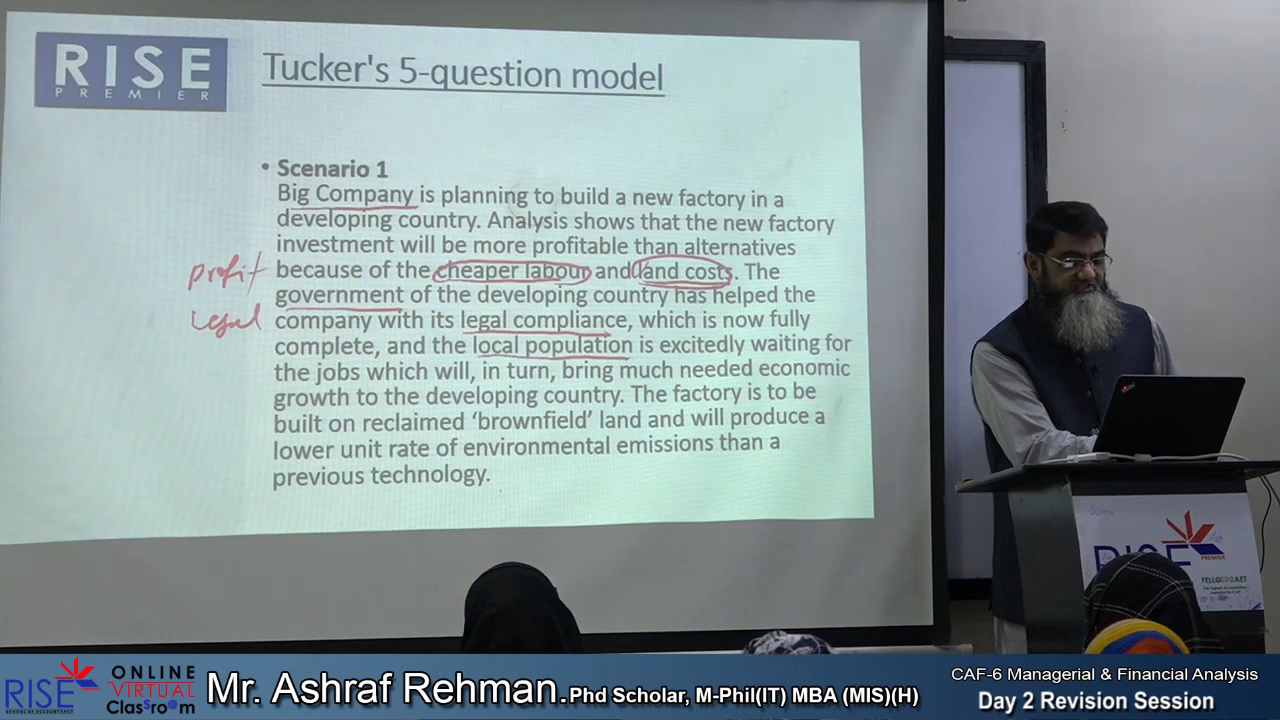 RISE
PREMIER
Tucker's 5-question model
• Scenario 1
Big Company is planning to build a new factory in a
developing country. Analysis shows that the new factory
investment will be more profitable than alternatives
profit
because of the cheaper labour and land costs. The
government of the developing country has helped the
Legal
company with its legal compliance, which is now fully
complete, and the local population is excitedly waiting for
the jobs which will, in turn, bring much needed economic
growth to the developing country. The factory is to be
built on reclaimed ‘brownfield’ land and will produce a
lower unit rate of environmental emissions than a
previous technology.
RISE
PREMIER
RISE
SCHOOL OF ACCOUNTANCY
ONLINE
VIRTUAL
ClasSroom
Mr. Ashraf Rehman.Phd Scholar, M-Phil(IT) MBA (MIS)(H)
CAF-6 Managerial & Financial Analysis
Day 2 Revision Session